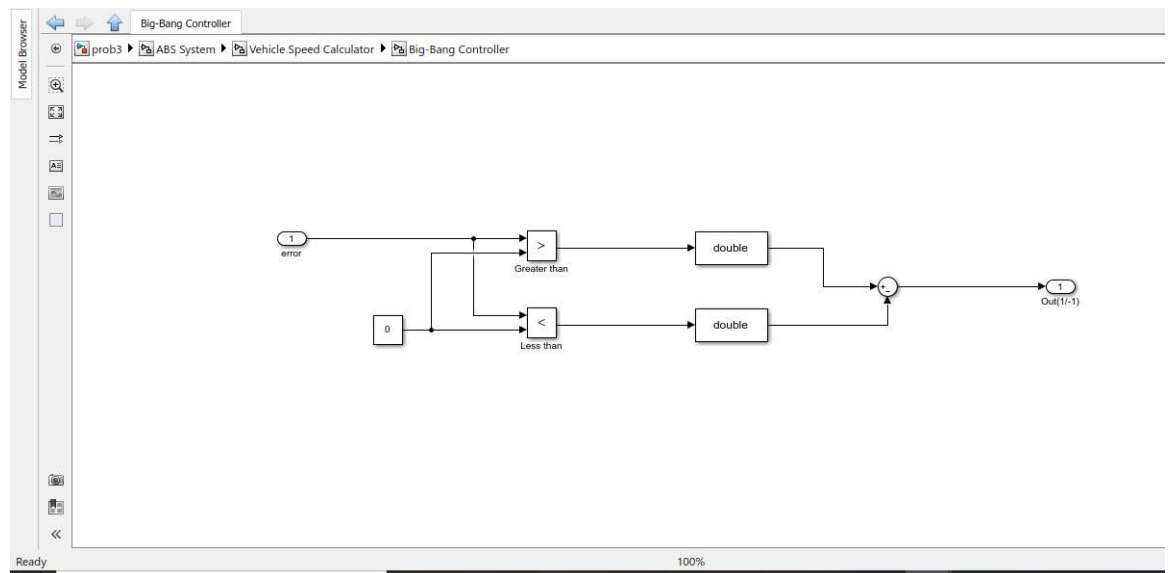 Model Browser
Big-Bang Controller
prob3 ABS System Vehicle Speed Calculator Big-Bang Controller
1
error
>
Greater than
double
+
-
1
Out(1/-1)
0
<
Less than
double
Ready
100%